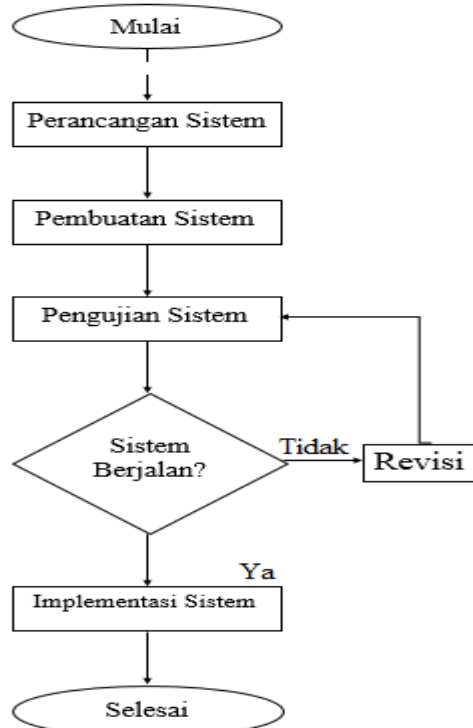 Mulai
Perancangan Sistem
Pembuatan Sistem
Pengujian Sistem
Sistem
Berjalan?
Tidak
Revisi
Ya
Implementasi Sistem
Selesai